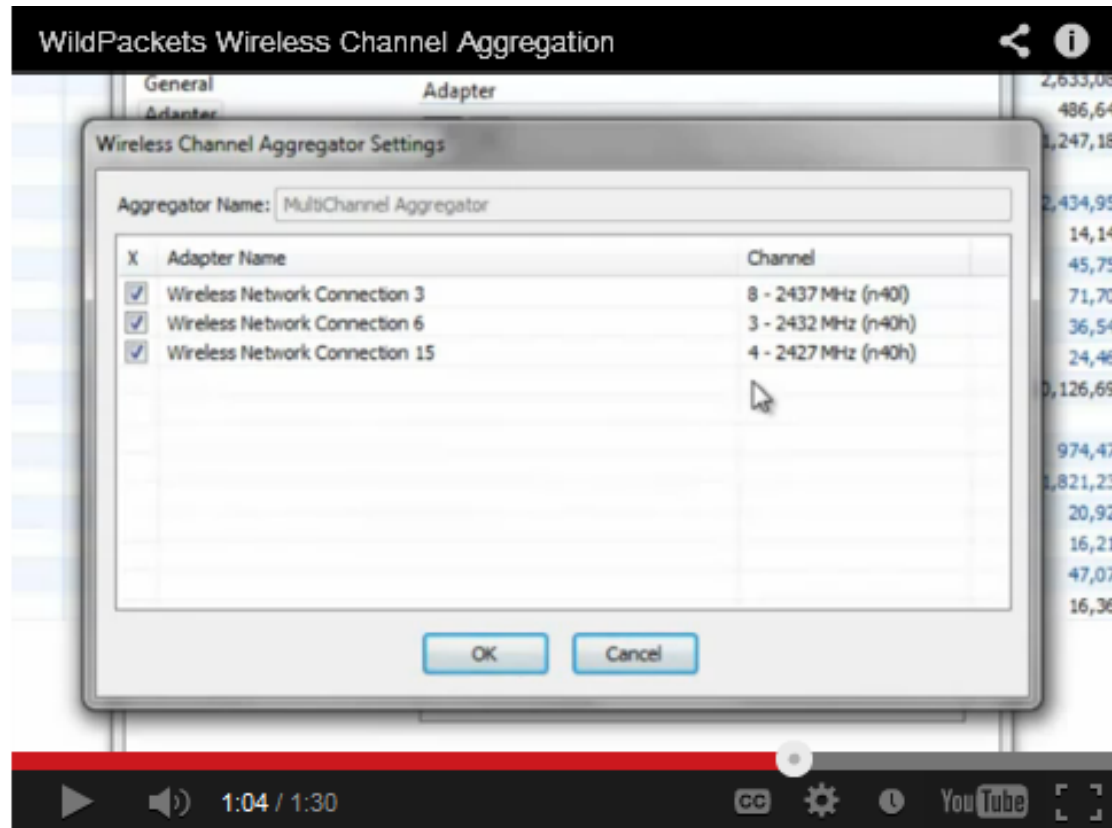 WildPackets Wireless Channel Aggregation
General
Adapter
Adapter
Wireless Channel Aggregator Settings
Aggregator Name: MultiChannel Aggregator
X Adapter Name Channel
Wireless Network Connection 3 8 - 2437 MHz (n40l)
Wireless Network Connection 6 3 - 2432 MHz (n40h)
Wireless Network Connection 15 4 - 2427 MHz (n40h)
OK Cancel
486,64
14,14
45,75
71,70
36,54
24,46
974,47
20,92
16,21
47,07
16,36
1:04 / 1:30
CC
YouTube